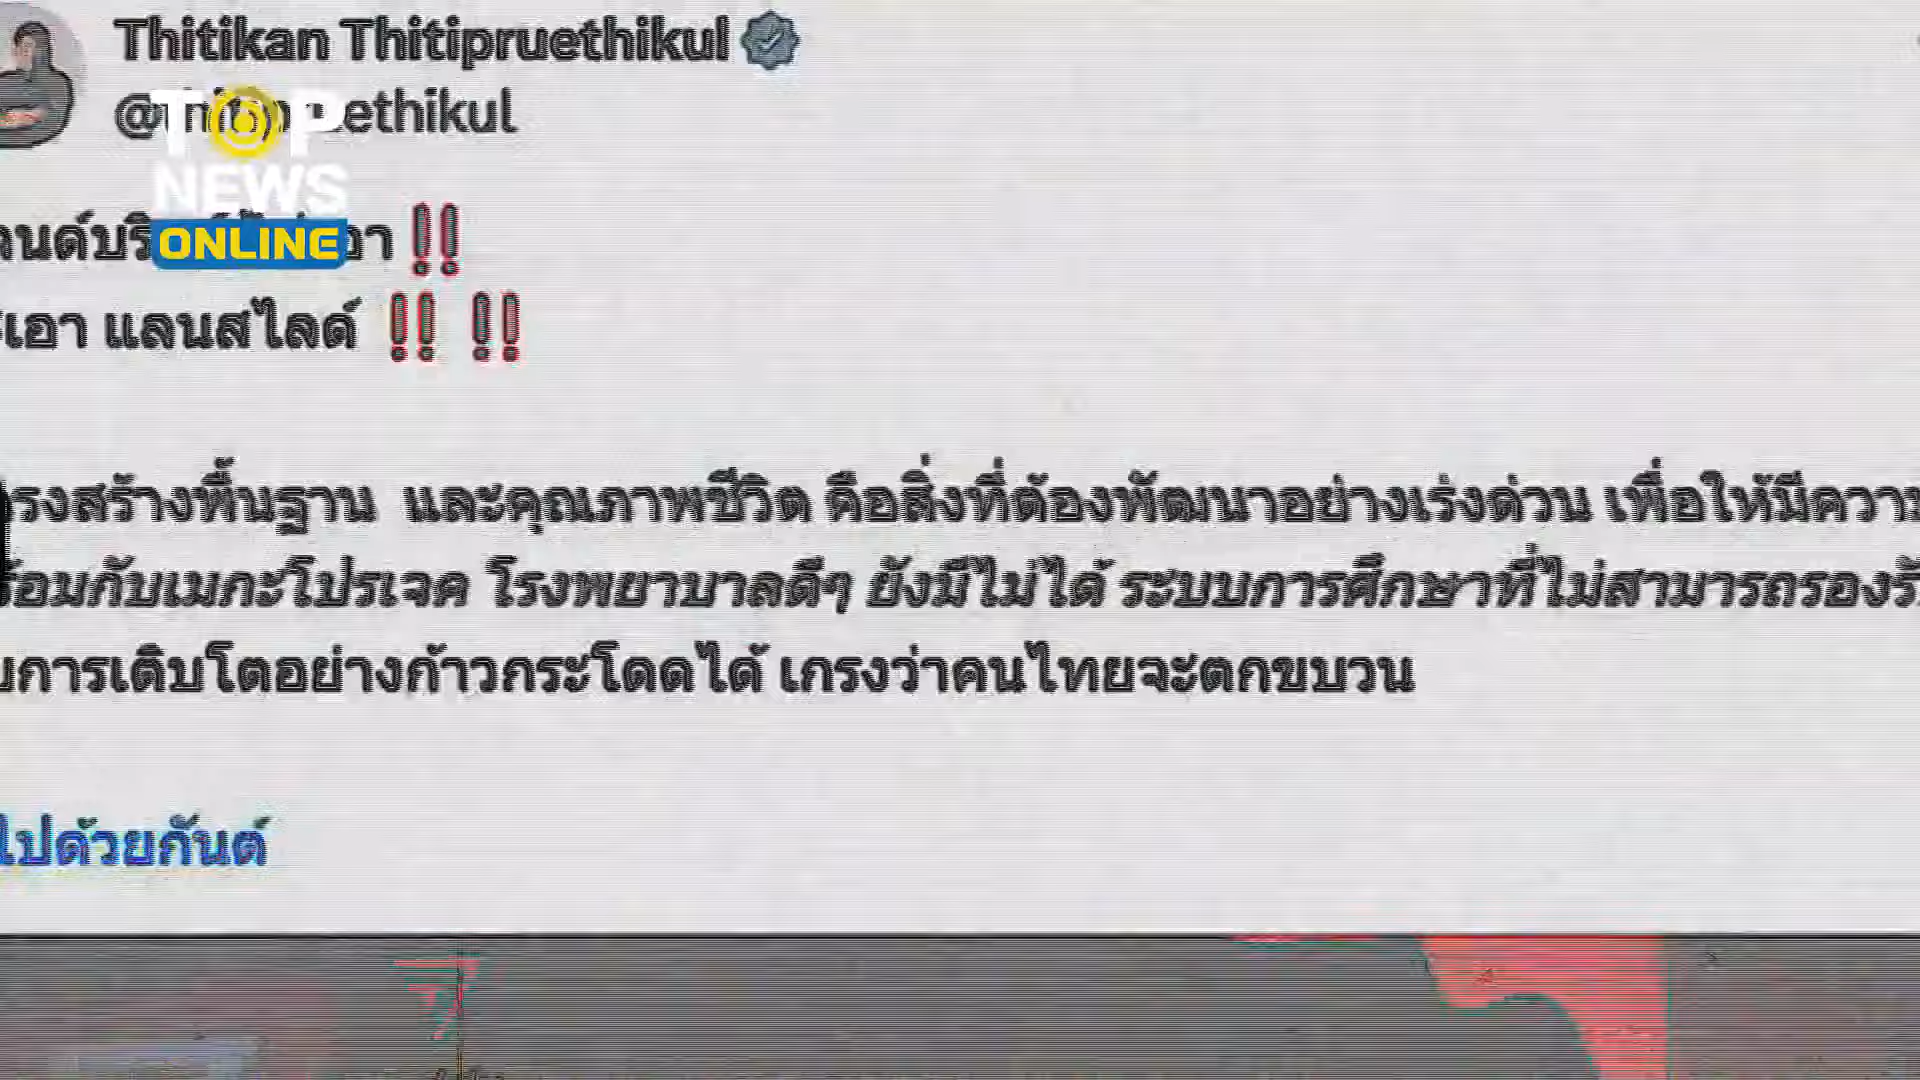 Thitikan Thitipruethikul
TOP
NEWS
ONLINE
แลนสไลด์ ‼️ ‼️
รงสร้างพื้นฐาน และคุณภาพชีวิต คือสิ่งที่ต้องพัฒนาอย่างเร่งด่วน เพื่อให้มีความ
ร้อมกับเมกะโปรเจค โรงพยาบาลดีๆ ยังมีไม่ได้ ระบบการศึกษาที่ไม่สามารถรองรั
บการเติบโตอย่างก้าวกระโดดได้ เกรงว่าคนไทยจะตกขบวน
ไปด้วยกันต์